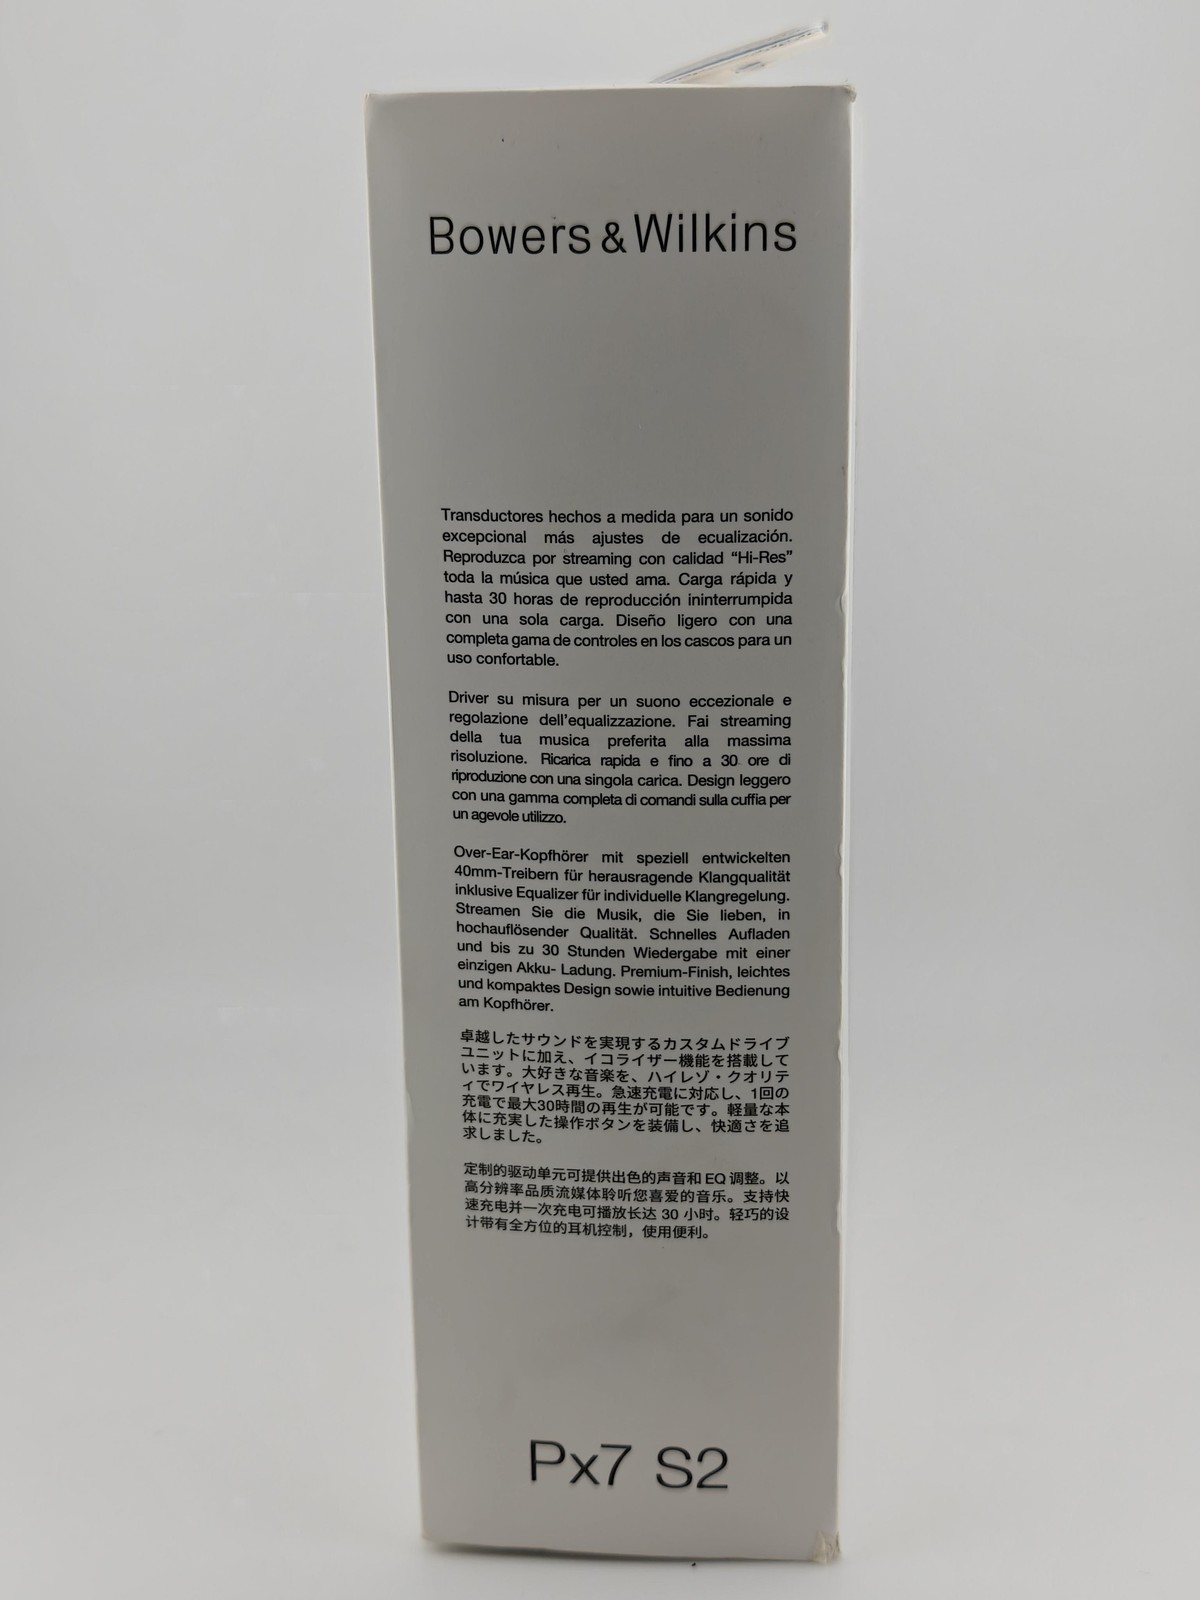 Bowers & Wilkins
Transductores hechos a medida para un sonido
excepcional más ajustes de ecualización.
Reproduzca por streaming con calidad “Hi-Res”
toda la música que usted ama. Carga rápida y
hasta 30 horas de reproducción ininterrumpida
con una sola carga. Diseño ligero con una
completa gama de controles en los cascos para un
uso confortable.
Driver su misura per un suono eccezionale e
regolazione dell’equalizzazione. Fai streaming
della tua musica preferita alla massima
risoluzione. Ricarica rapida e fino a 30 ore di
riproduzione con una singola carica. Design leggero
con una gamma completa di comandi sulla cuffia per
un agevole utilizzo.
Over-Ear-Kopfhörer mit speziell entwickelten
40mm-Treibern für herausragende Klangqualität
inklusive Equalizer für individuelle Klangregelung.
Streamen Sie die Musik, die Sie lieben, in
hochauflösender Qualität. Schnelles Aufladen
und bis zu 30 Stunden Wiedergabe mit einer
einzigen Akku- Ladung. Premium-Finish, leichtes
und kompaktes Design sowie intuitive Bedienung
am Kopfhörer.
卓越したサウンドを実現するカスタムドライブ
ユニットに加え、イコライザー機能を搭載して
います。大好きな音楽を、ハイレゾ・クオリテ
ィでワイヤレス再生。急速充電に対応し、1回の
充電で最大30時間の再生が可能です。軽量な本
体に充実した操作ボタンを装備し、快適さを追
求しました。
定制的驱动单元可提供出色的声音和 EQ 调整。以
高分辨率品质流媒体聆听您喜爱的音乐。支持快
速充电并一次充电可播放长达 30 小时。轻巧的设
计带有全方位的耳机控制，使用便利。
Px7 S2